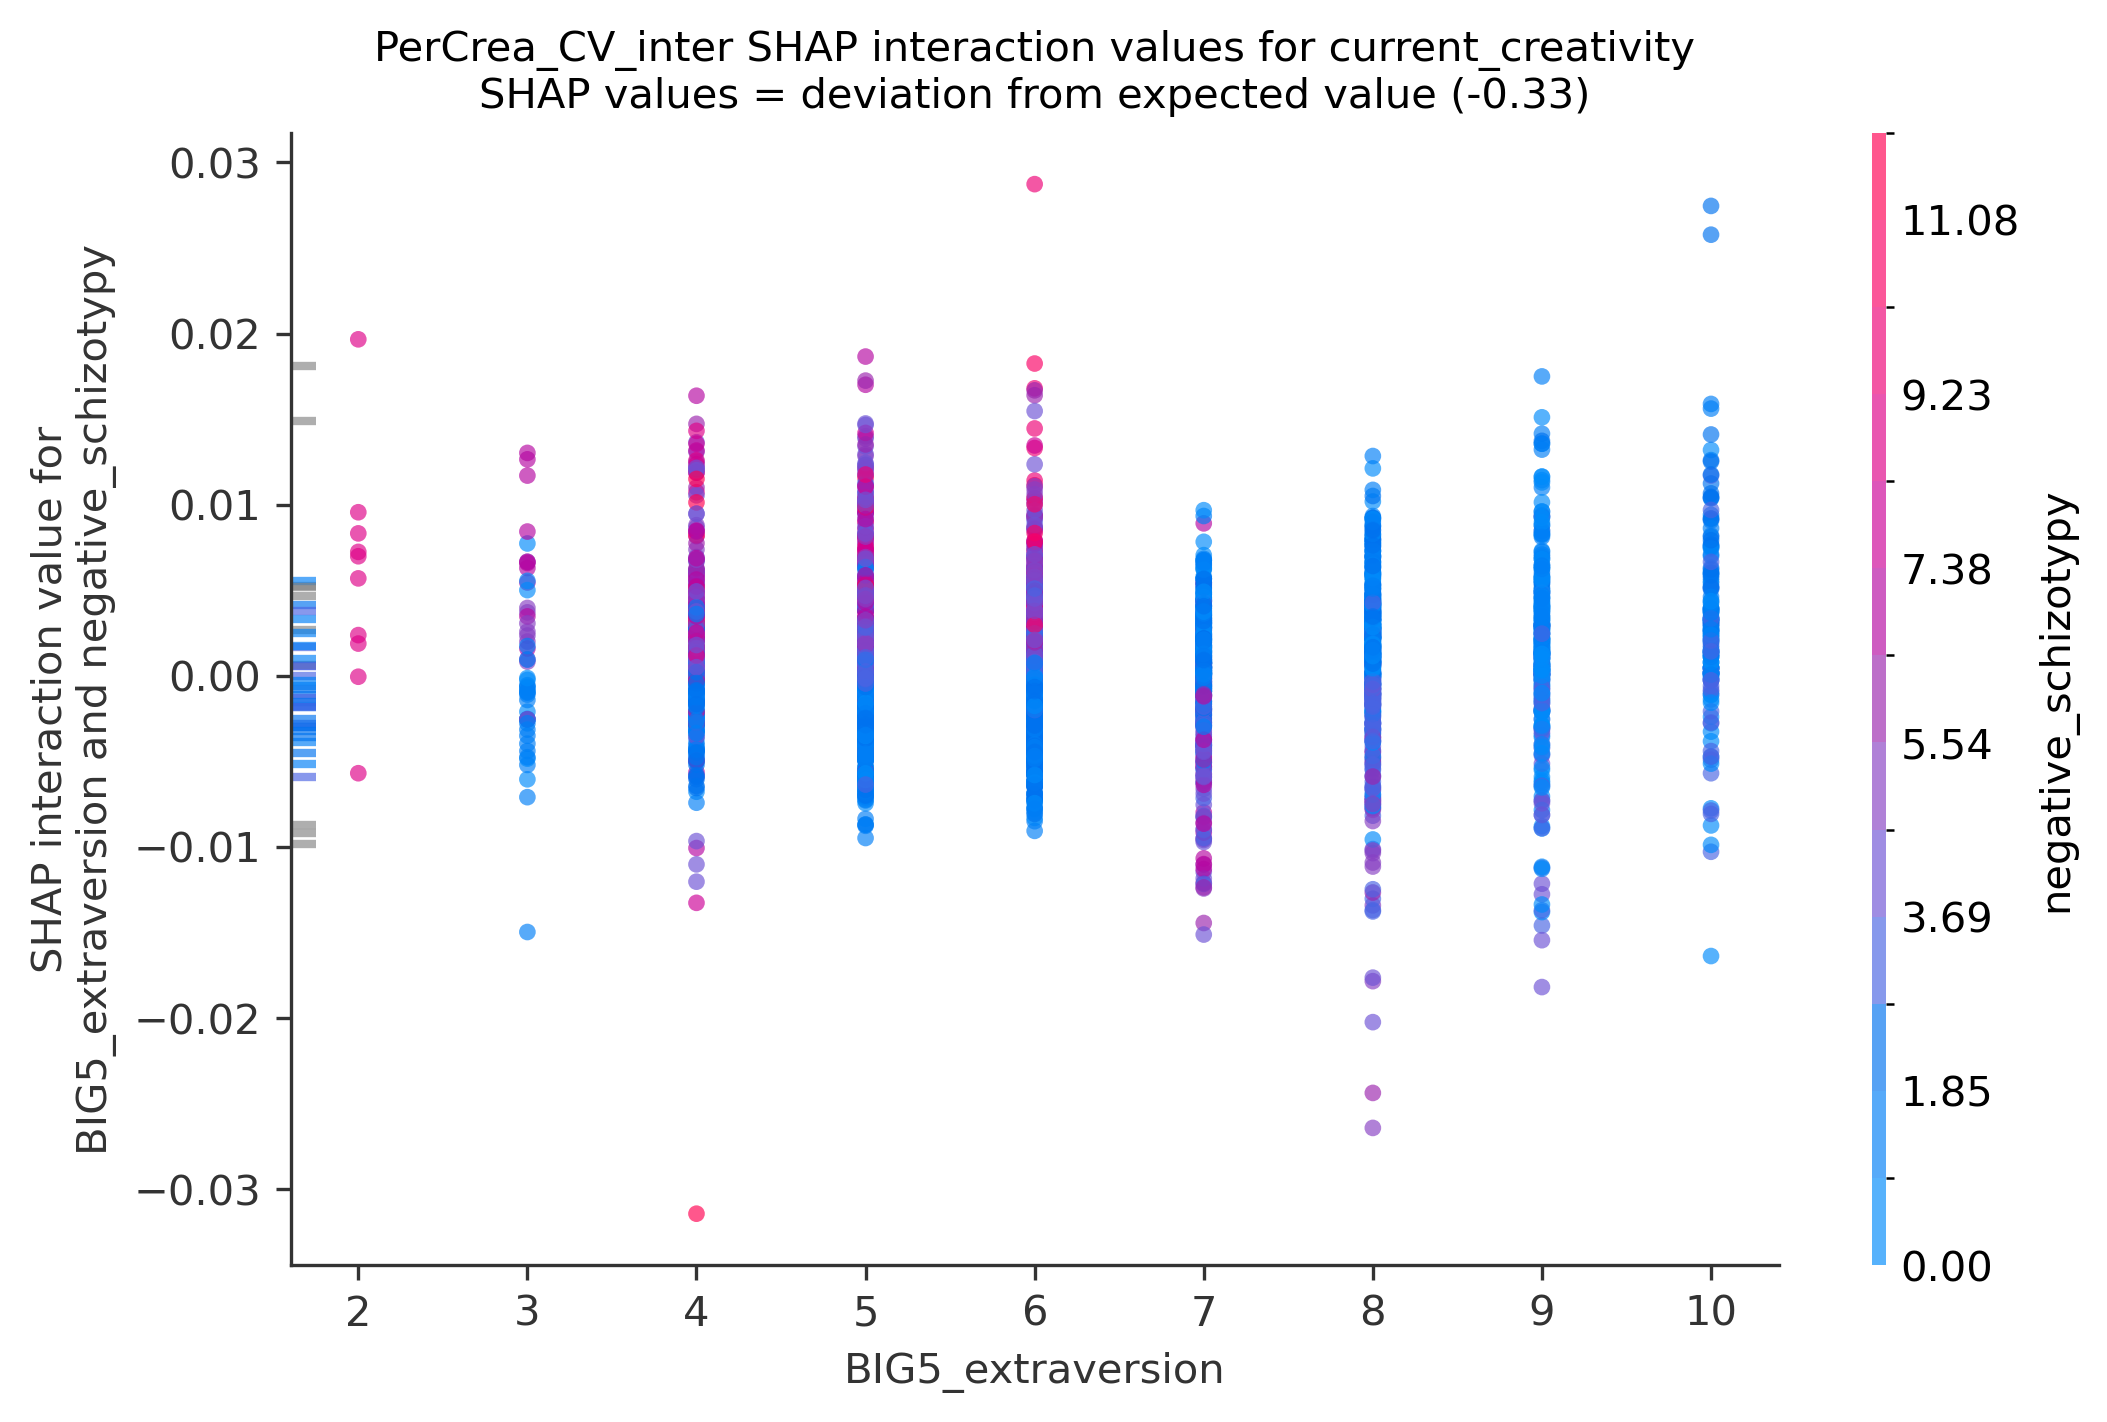 PerCrea_CV_inter SHAP interaction values for current_creativity
SHAP values = deviation from expected value (-0.33)
SHAP interaction value for
BIG5_extraversion and negative_schizotypy
0.03
0.02
0.01
0.00
−0.01
−0.02
−0.03
2 3 4 5 6 7 8 9 10
BIG5_extraversion
11.08
9.23
7.38
5.54
3.69
1.85
0.00
negative_schizotypy